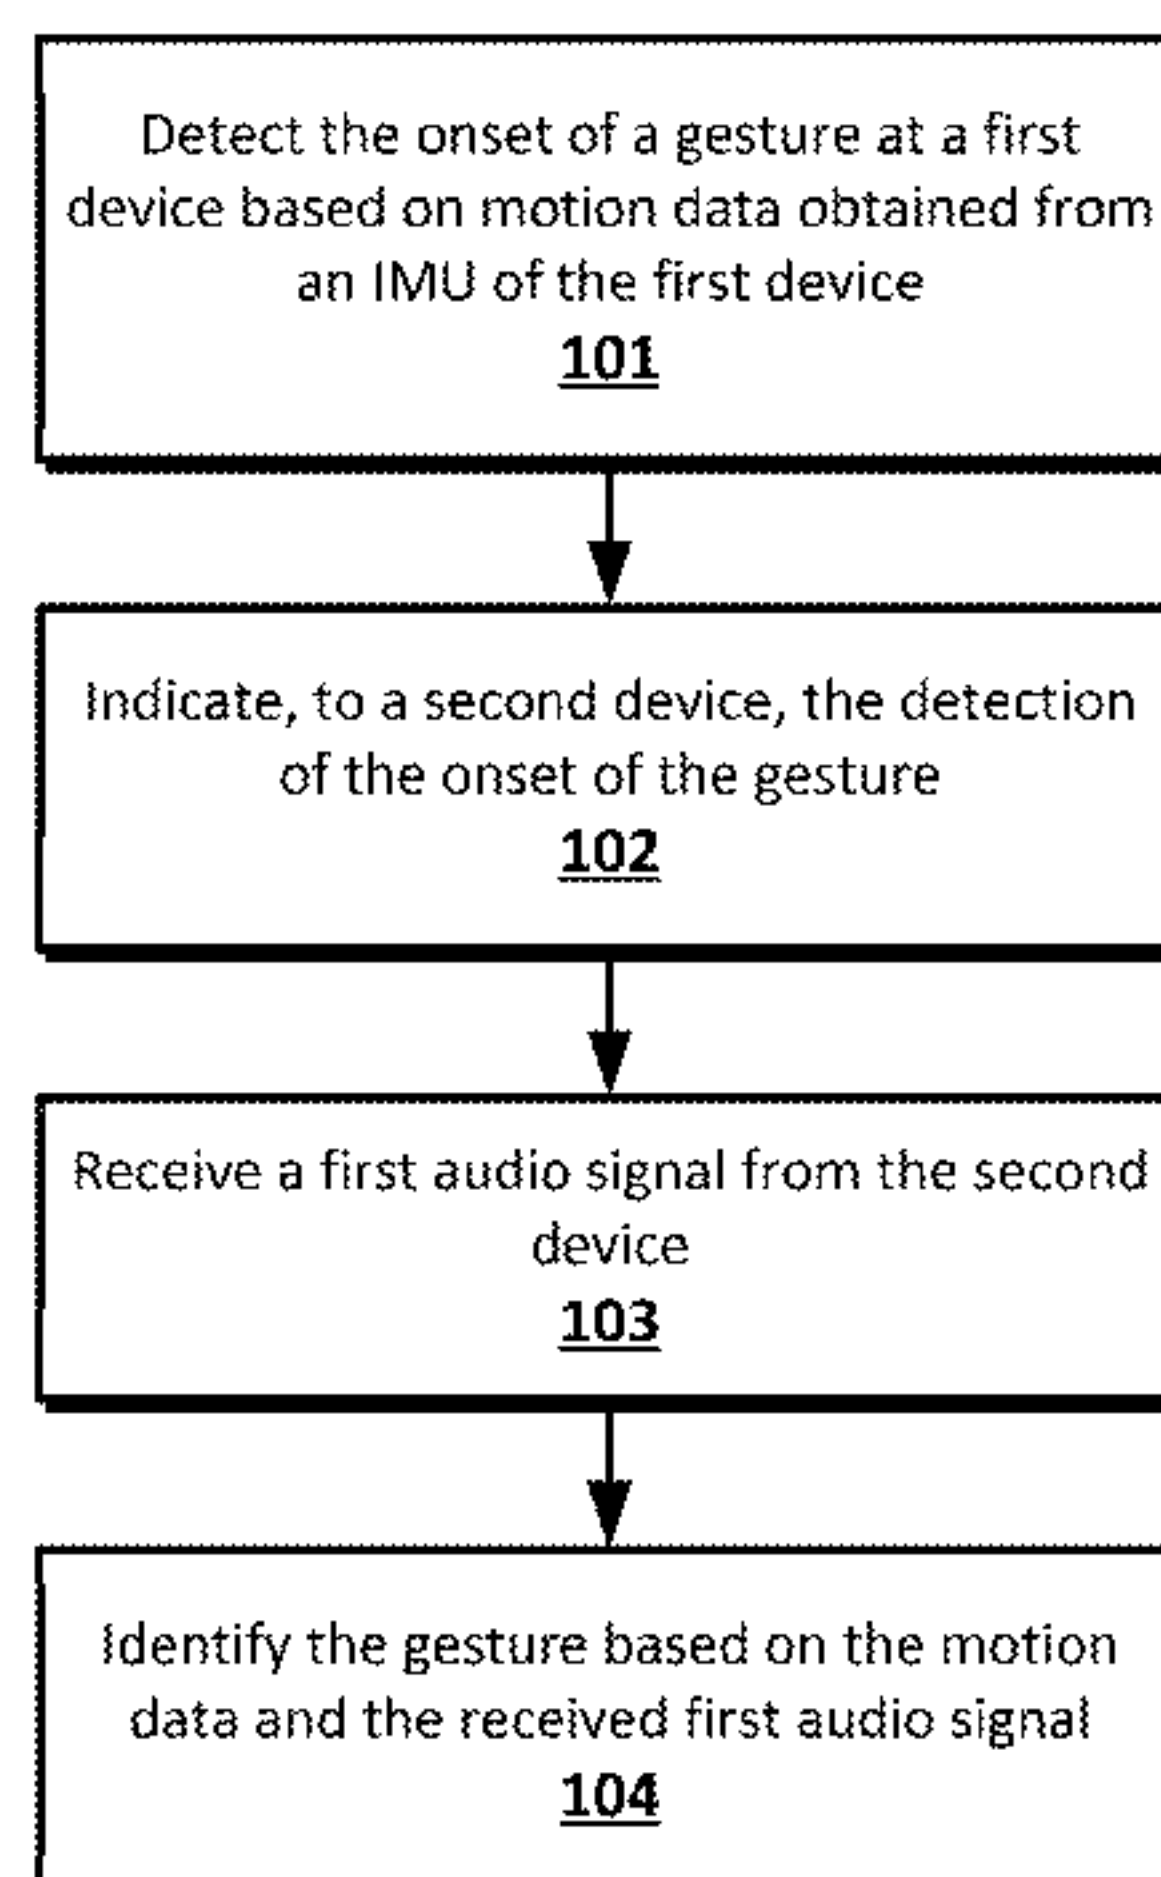 Detect the onset of a gesture at a first
device based on motion data obtained from
an IMU of the first device
101
Indicate, to a second device, the detection
of the onset of the gesture
102
Receive a first audio signal from the second
device
103
Identify the gesture based on the motion
data and the received first audio signal
104